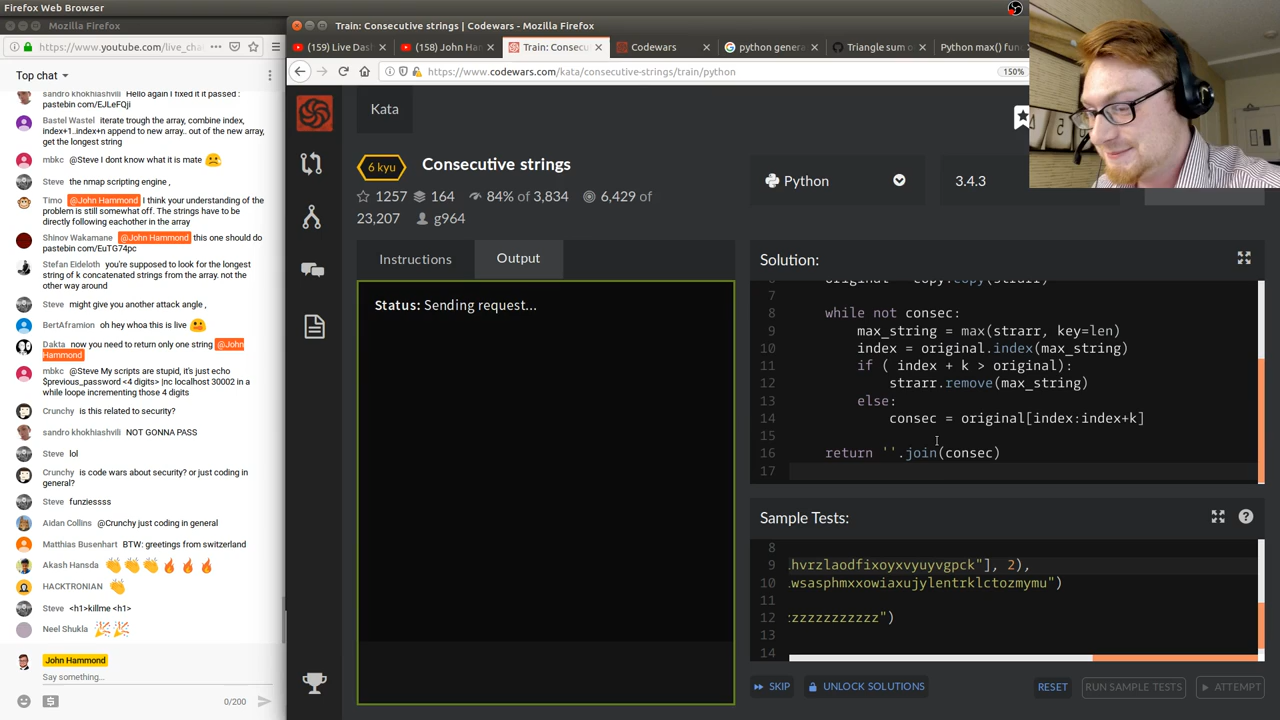 Firefox Web Browser
Mozilla Firefox
https://www.youtube.com/live_cha
Top chat
sandro khokhiashvili Hello again I fixed it it passed :
pastebin com/EJLeFQji
Bastel Wastel iterate trough the array, combine index,
index+1..index+n append to new array.. out of the new array,
get the longest string
mbkc @Steve I dont know what is mate
Steve the nmap scripting engine ,
Timo @John Hammond I think your understanding of the
problem is still somewhat off. The strings have to be
directly following eachother in the array
Shinov Wakamane @John Hammond this one should do
pastebin com/EuTG74pc
Stefan Eideloth you're supposed to look for the longest
string of k concatenated strings from the array. not the
other way around
Steve might give you another attack angle ,
BertAframion oh hey whoa this is live
Dakta now you need to return only one string @John
Hammond
mbkc @Steve My scripts are stupid, it's just echo
$previous_password <4 digits> |nc localhost 30002 in a
while loope incrementing those 4 digits
Crunchy is this related to security?
sandro khokhiashvili NOT GONNA PASS
Steve lol
Crunchy is code wars about security? or just coding in
general?
Steve funziessss
Aidan Collins @Crunchy just coding in general
Matthias Busenhart BTW: greetings from switzerland
Akash Hansda
HACKTRONIAN
Steve <h1>killme <h1>
Neel Shukla
John Hammond
Say something...
0/200
Train: Consecutive strings | Codewars - Mozilla Firefox
(159) Live Das
(158) John Har
Train: Consecu
Codewars
python genera
Triangle sum o
Python max() fun
https://www.codewars.com/kata/consecutive-strings/train/python
150%
Kata
6 kyu
Consecutive strings
1257 164 84% of 3,834 6,429 of
23,207 g964
Python
3.4.3
Instructions
Output
Status: Sending request...
Solution:
6 original = copy.copy(strarr)
7
8 while not consec:
9 max_string = max(strarr, key=len)
10 index = original.index(max_string)
11 if ( index + k > original):
12 strarr.remove(max_string)
13 else:
14 consec = original[index:index+k]
15
16 return ''.join(consec)
17
Sample Tests:
8
9 hvrzlaodfixoyxvyuyvgpck"], 2),
10 wsasphmxxowiaxujylentrklctozmymu")
11
12 zzzzzzzzzzzz")
13
14
SKIP
UNLOCK SOLUTIONS
RESET
RUN SAMPLE TESTS
ATTEMPT